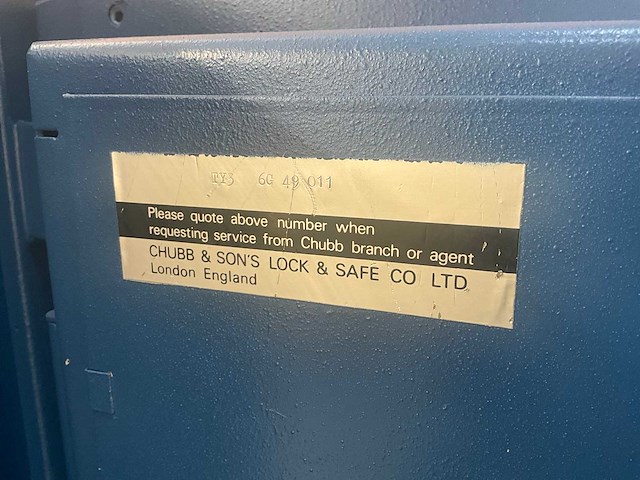 TY3 6G 49 011
Please quote above number when
requesting service from Chubb branch or agent
CHUBB & SON'S LOCK & SAFE CO LTD
London England